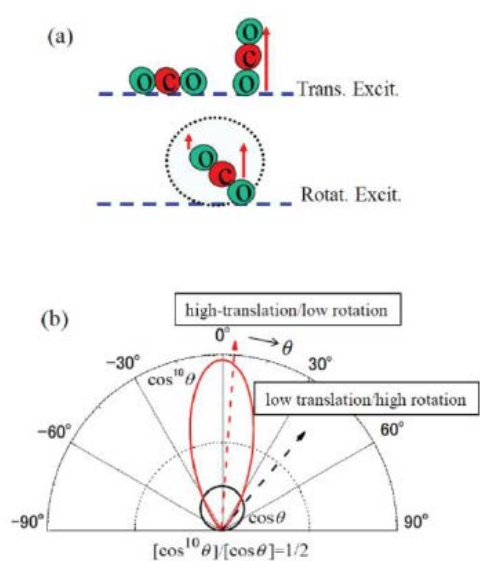 (a)
O C O
O
C
O
Trans. Excit.
O
C
O
Rotat. Excit.
(b)
high-translation/low rotation
0°
θ
-30°
30°
cos¹⁰θ
low translation/high rotation
-60°
60°
cosθ
-90°
90°
[cos¹⁰θ]/[cosθ]=1/2